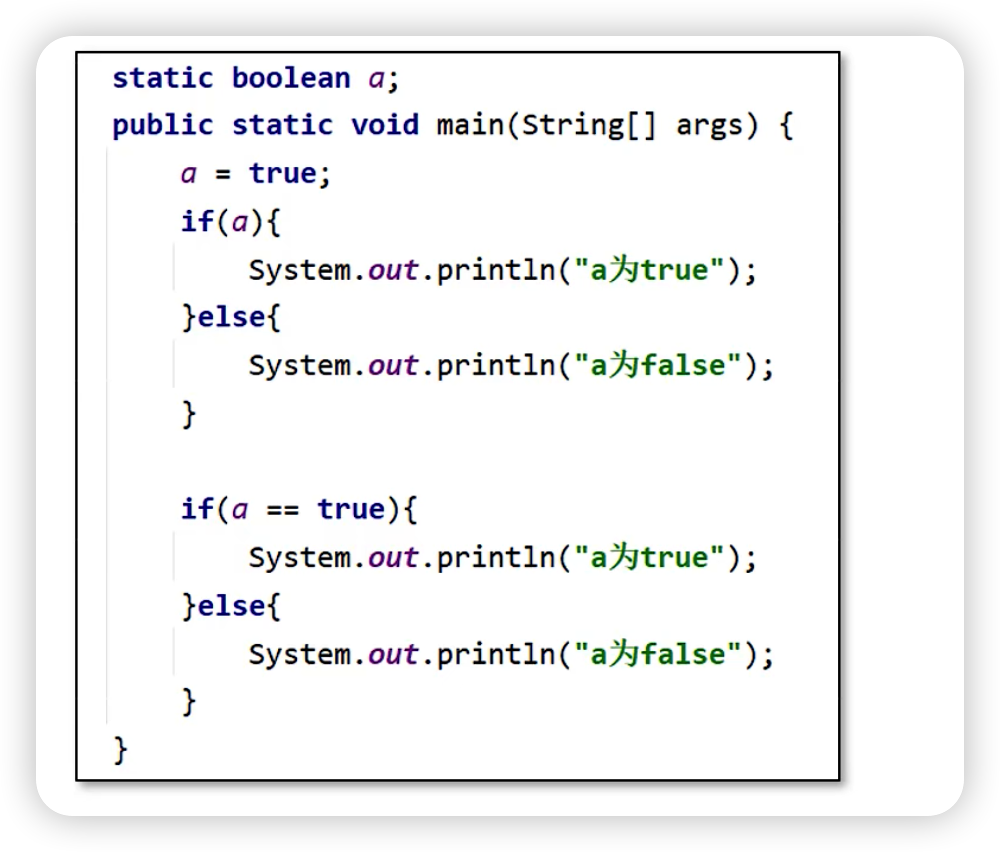 static boolean a;
public static void main(String[] args) {
    a = true;
    if(a){
        System.out.println("a为true");
    }else{
        System.out.println("a为false");
    }

    if(a == true){
        System.out.println("a为true");
    }else{
        System.out.println("a为false");
    }
}